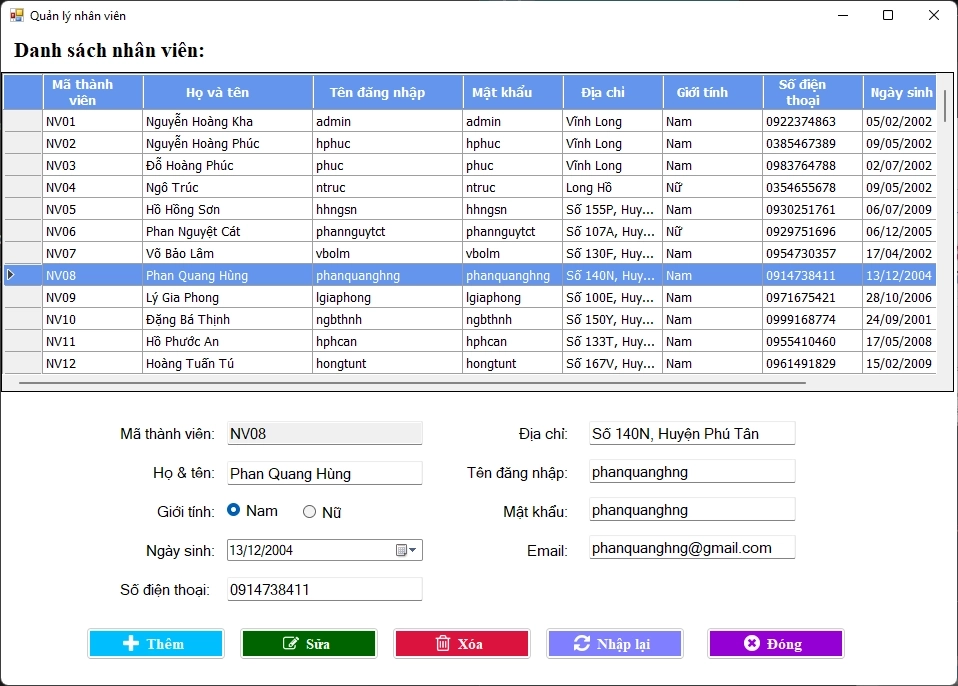 Quản lý nhân viên
Danh sách nhân viên:
Mã thành viên Họ và tên Tên đăng nhập Mật khẩu Địa chỉ Giới tính Số điện thoại Ngày sinh
NV01 Nguyễn Hoàng Kha admin admin Vĩnh Long Nam 0922374863 05/02/2002
NV02 Nguyễn Hoàng Phúc hphuc hphuc Vĩnh Long Nam 0385467389 09/05/2002
NV03 Đỗ Hoàng Phúc phuc phuc Vĩnh Long Nam 0983764788 02/07/2002
NV04 Ngô Trúc ntruc ntruc Long Hồ Nữ 0354655678 09/05/2002
NV05 Hồ Hồng Sơn hhngsn hhngsn Số 155P, Huy... Nam 0930251761 06/07/2009
NV06 Phan Nguyệt Cát phannguytct phannguytct Số 107A, Huy... Nữ 0929751696 06/12/2005
NV07 Võ Bảo Lâm vbolm vbolm Số 130F, Huy... Nam 0954730357 17/04/2002
NV08 Phan Quang Hùng phanquanghng phanquanghng Số 140N, Huy... Nam 0914738411 13/12/2004
NV09 Lý Gia Phong lgiaphong lgiaphong Số 100E, Huy... Nam 0971675421 28/10/2006
NV10 Đặng Bá Thịnh ngbthnh ngbthnh Số 150Y, Huy... Nam 0999168774 24/09/2001
NV11 Hồ Phước An hphcan hphcan Số 133T, Huy... Nam 0955410460 17/05/2008
NV12 Hoàng Tuấn Tú hongtunt hongtunt Số 167V, Huy... Nam 0961491829 15/02/2009
Mã thành viên: NV08 Địa chỉ: Số 140N, Huyện Phú Tân
Họ & tên: Phan Quang Hùng Tên đăng nhập: phanquanghng
Giới tính: Nam Nữ Mật khẩu: phanquanghng
Ngày sinh: 13/12/2004 Email: phanquanghng@gmail.com
Số điện thoại: 0914738411
Thêm Sửa Xóa Nhập lại Đóng